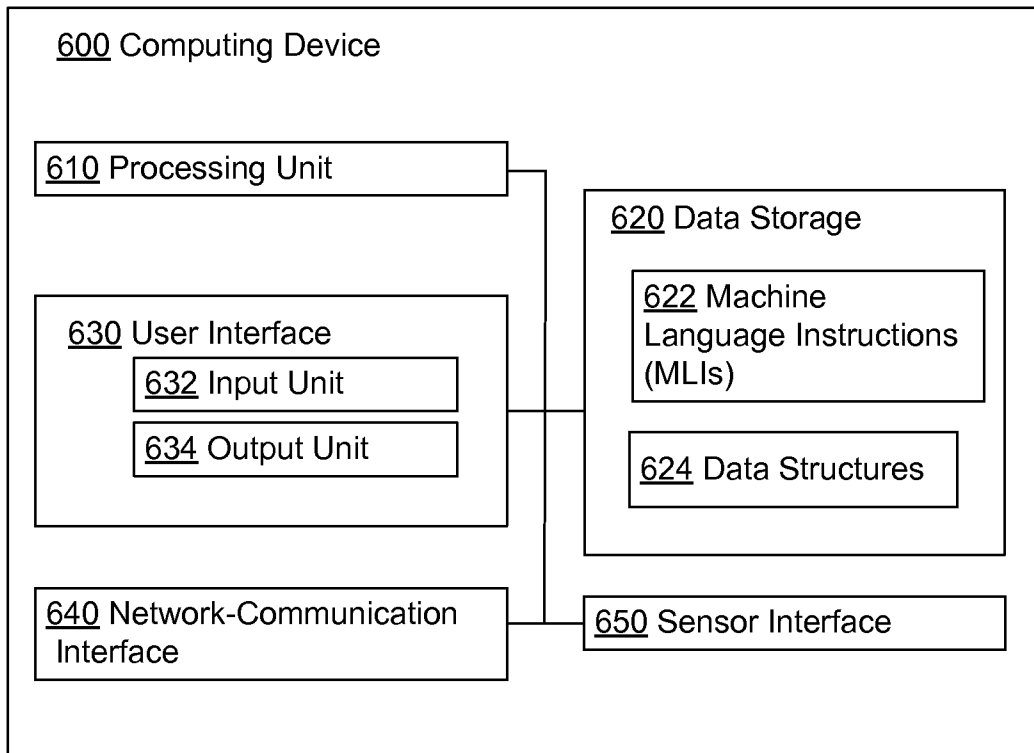 600 Computing Device
610 Processing Unit
620 Data Storage
622 Machine
Language Instructions
(MLIs)
624 Data Structures
630 User Interface
632 Input Unit
634 Output Unit
640 Network-Communication
Interface
650 Sensor Interface